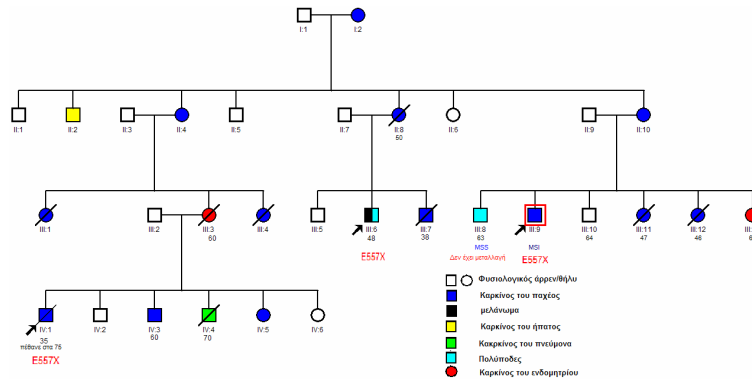 I:1 I:2
II:1 II:2 II:3 II:4 II:5 II:7 II:8 II:6 II:9 II:10
50
III:1 III:2 III:3 III:4 III:5 III:6 III:7 III:8 III:9 III:10 III:11 III:12
60 48 38 63 64 47 46 6
MSS MSI
Δεν έχει μεταλλαγή
E557X E557X
IV:1 IV:2 IV:3 IV:4 IV:5 IV:6
35 60 70
πέθανε στα 75
E557X
Φυσιολογικός άρρεν/θήλυ
Καρκίνος του παχέος
μελάνωμα
Καρκίνος του ήπατος
Κακρκίνος του πνεύμονα
Πολύποδες
Καρκίνος του ενδομητρίου